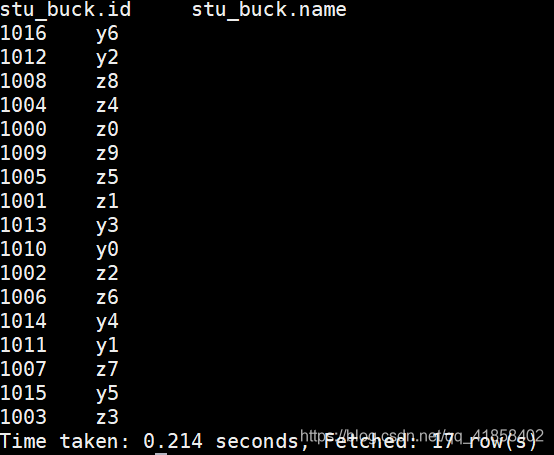 stu_buck.id     stu_buck.name
1016    y6
1012    y2
1008    z8
1004    z4
1000    z0
1009    z9
1005    z5
1001    z1
1013    y3
1010    y0
1002    z2
1006    z6
1014    y4
1011    y1
1007    z7
1015    y5
1003    z3
Time taken: 0.214 seconds, Fetched: 17 row(s)
https://blog.csdn.net/qq_41858402